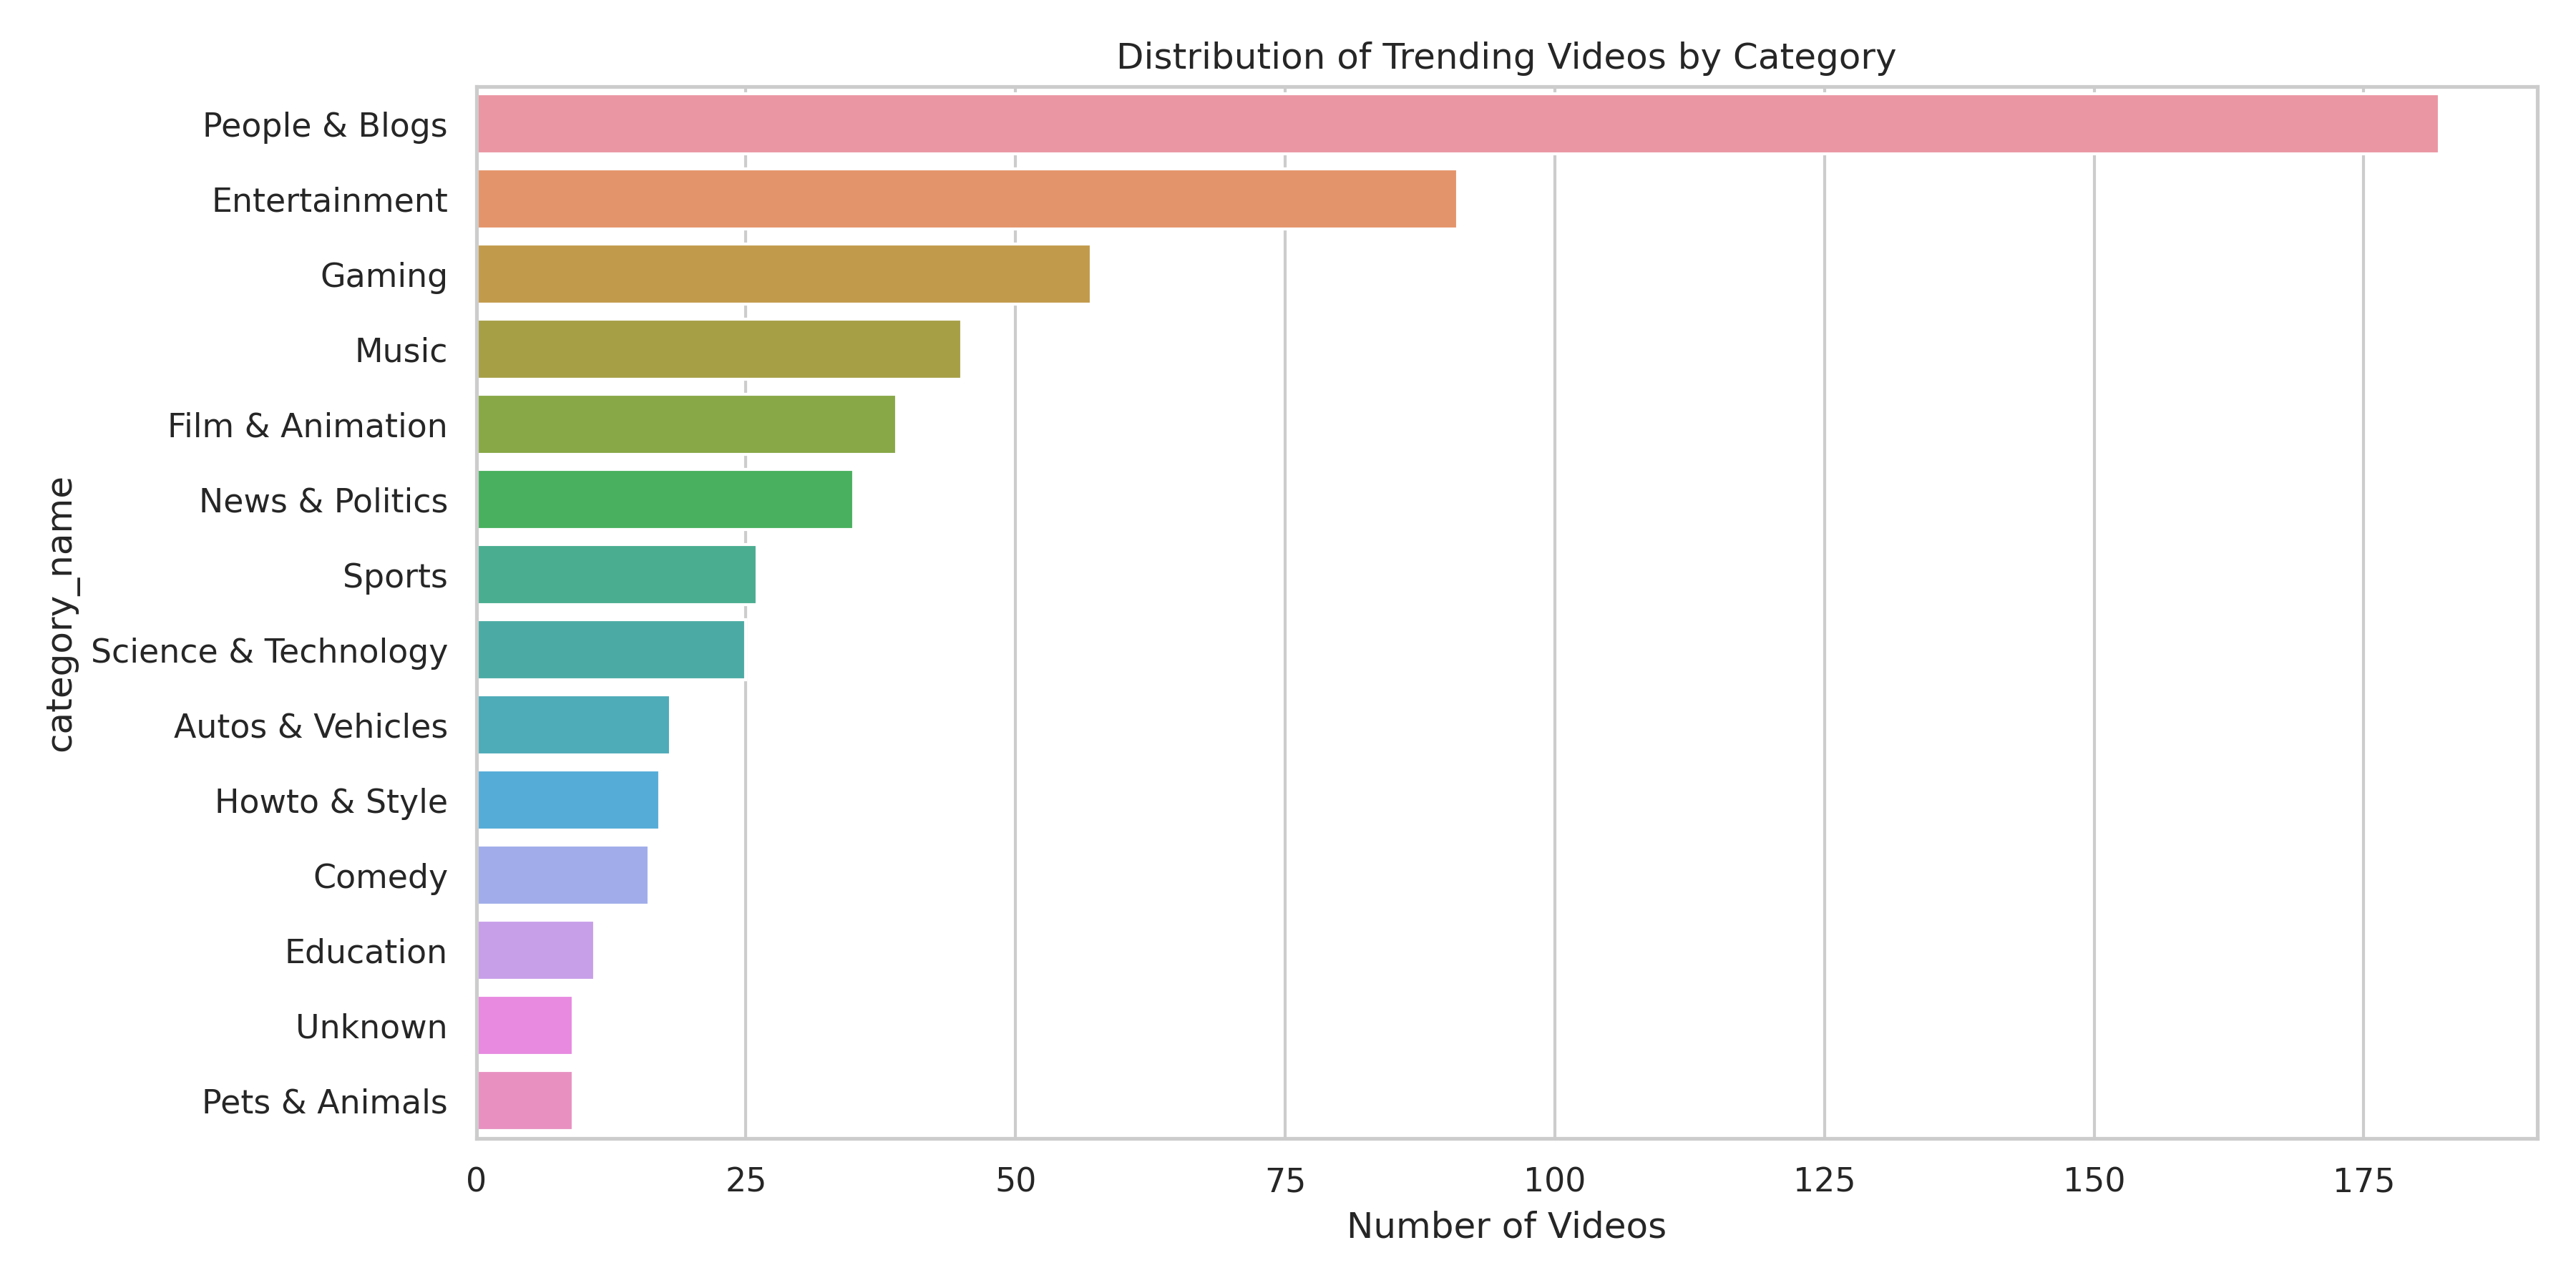 Distribution of Trending Videos by Category
category_name
People & Blogs
Entertainment
Gaming
Music
Film & Animation
News & Politics
Sports
Science & Technology
Autos & Vehicles
Howto & Style
Comedy
Education
Unknown
Pets & Animals
0 25 50 75 100 125 150 175
Number of Videos